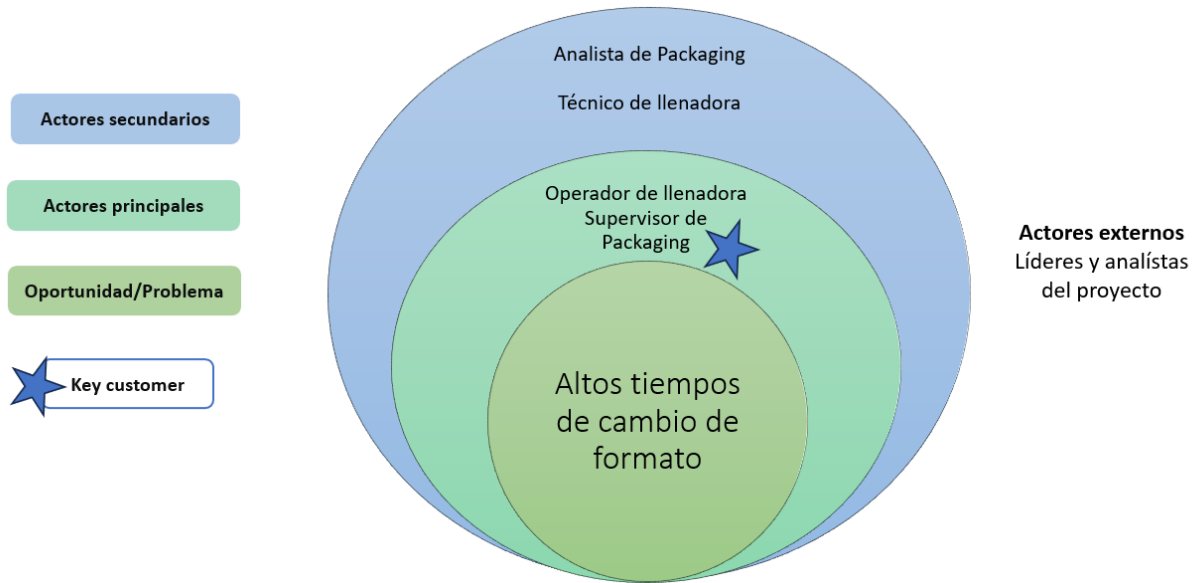 Actores secundarios
Actores principales
Oportunidad/Problema
Key customer
Analista de Packaging
Técnico de llenadora
Operador de llenadora
Supervisor de
Packaging
Altos tiempos
de cambio de
formato
Actores externos
Líderes y analístas
del proyecto